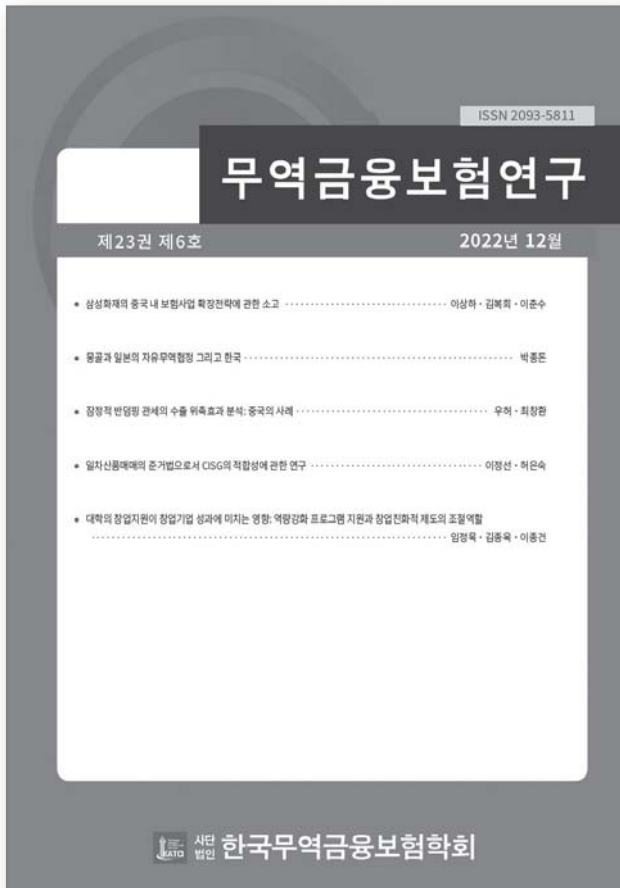 ISSN 2093-5811
무역금융보험연구
제23권 제6호 2022년 12월
• 삼성화재의 중국 내 보험사업 확장전략에 관한 소고 ································ 이상하・김복희・이준수
• 몽골과 일본의 자유무역협정 그리고 한국 ···················································· 박종돈
• 잠정적 반덤핑 관세의 수출 위축효과 분석: 중국의 사례 ······································ 우허・최창환
• 일차산품매매의 준거법으로서 CISG의 적합성에 관한 연구 ································· 이정선・허은숙
• 대학의 창업지원이 창업기업 성과에 미치는 영향: 역량강화 프로그램 지원과 창업친화적 제도의 조절역할
···································································· 임정묵・김종욱・이종건
KATO 사단법인 한국무역금융보험학회